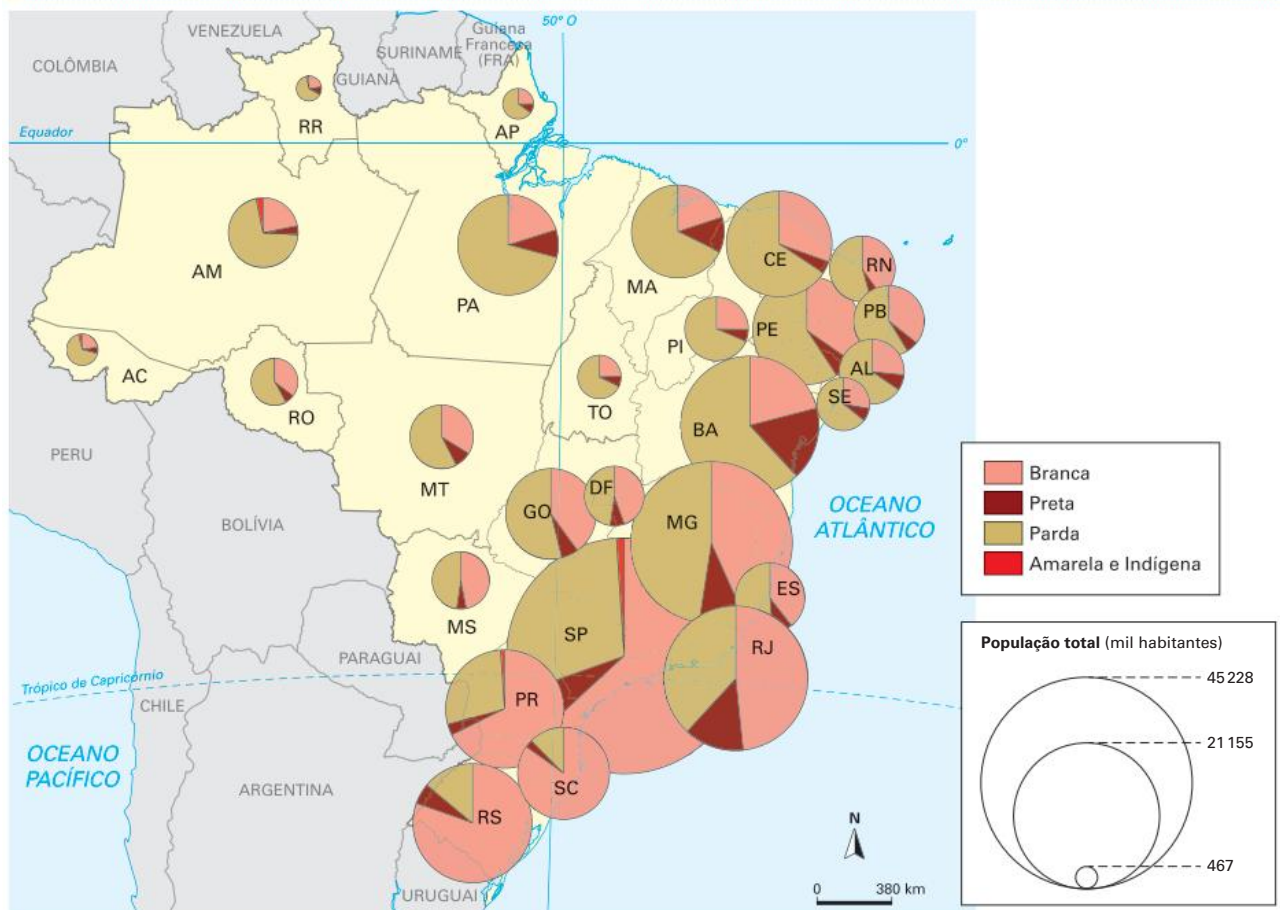 50° O
VENEZUELA
Guiana
Francesa
(FRA)
SURINAME
COLÔMBIA
GUIANA
RR
AP
Equador
0°
AM
PA
MA
CE
RN
PI
PE
PB
AC
AL
RO
TO
SE
BA
PERU
MT
DF
GO
MG
OCEANO
ATLÂNTICO
BOLÍVIA
ES
MS
SP
RJ
PARAGUAI
Trópico de Capricórnio
CHILE
PR
OCEANO
PACÍFICO
ARGENTINA
SC
RS
URUGUAI
N
0 380 km
Branca
Preta
Parda
Amarela e Indígena
População total (mil habitantes)
45 228
21 155
467